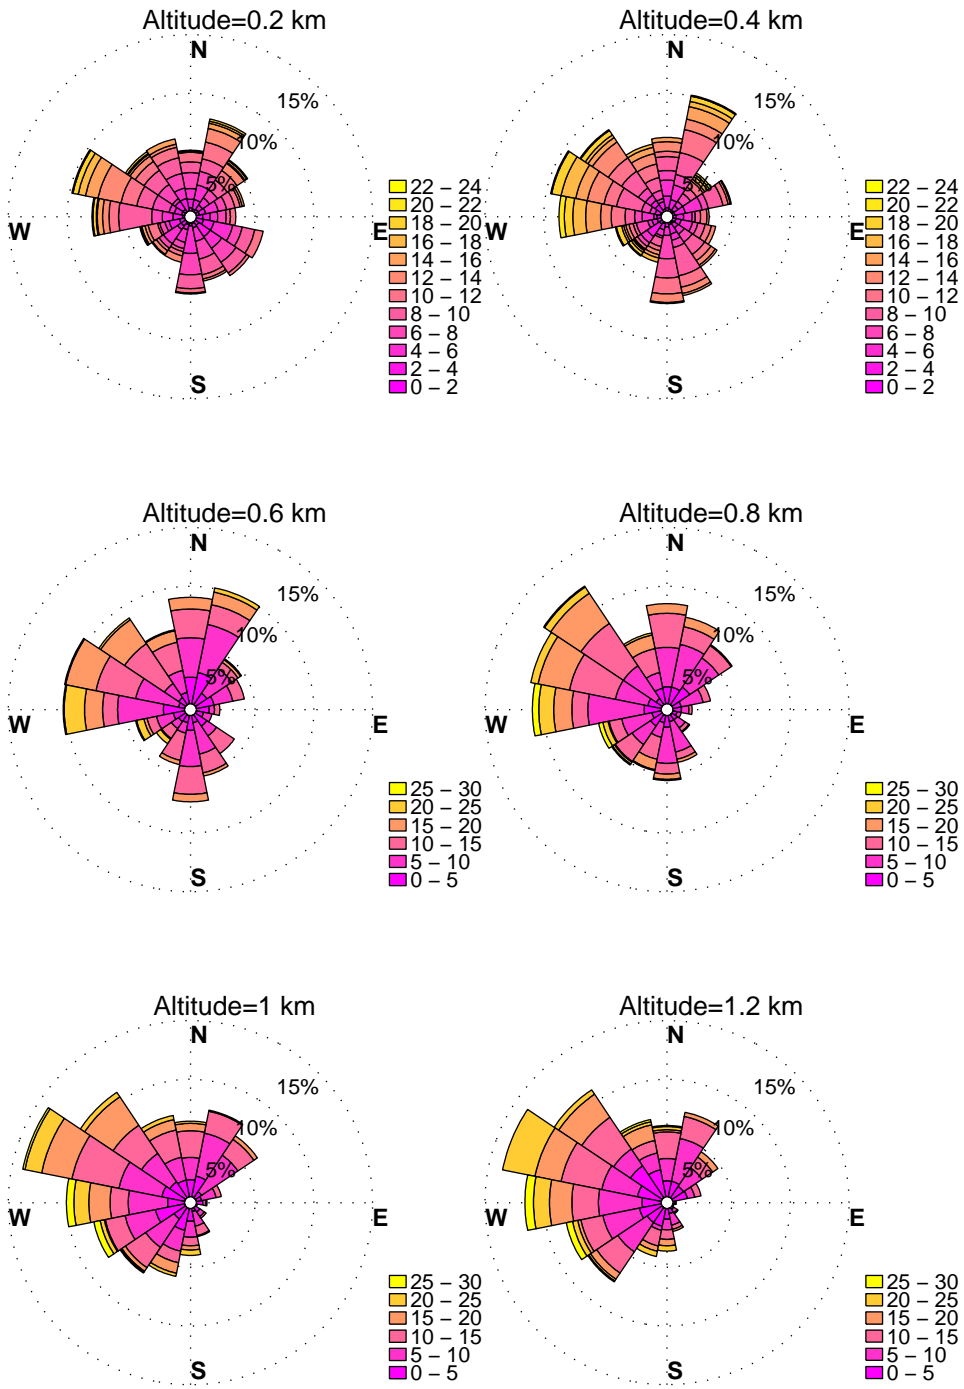 Altitude=0.2 km
N
15%
10%
5%
W
E
S
22 – 24
20 – 22
18 – 20
16 – 18
14 – 16
12 – 14
10 – 12
8 – 10
6 – 8
4 – 6
2 – 4
0 – 2
Altitude=0.4 km
N
15%
10%
5%
W
E
S
22 – 24
20 – 22
18 – 20
16 – 18
14 – 16
12 – 14
10 – 12
8 – 10
6 – 8
4 – 6
2 – 4
0 – 2
Altitude=0.6 km
N
15%
10%
5%
W
E
S
25 – 30
20 – 25
15 – 20
10 – 15
5 – 10
0 – 5
Altitude=0.8 km
N
15%
10%
5%
W
E
S
25 – 30
20 – 25
15 – 20
10 – 15
5 – 10
0 – 5
Altitude=1 km
N
15%
10%
5%
W
E
S
25 – 30
20 – 25
15 – 20
10 – 15
5 – 10
0 – 5
Altitude=1.2 km
N
15%
10%
5%
W
E
S
25 – 30
20 – 25
15 – 20
10 – 15
5 – 10
0 – 5